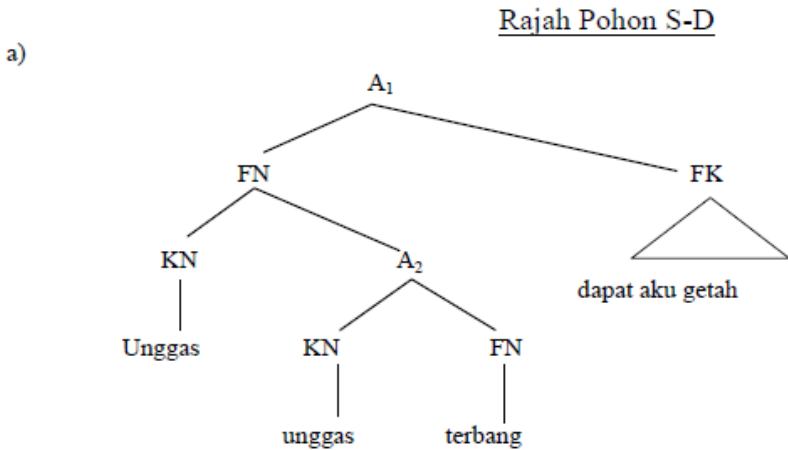 Rajah Pohon S-D
a)
A₁
FN FK
KN A₂
dapat aku getah
Unggas KN FN
unggas terbang